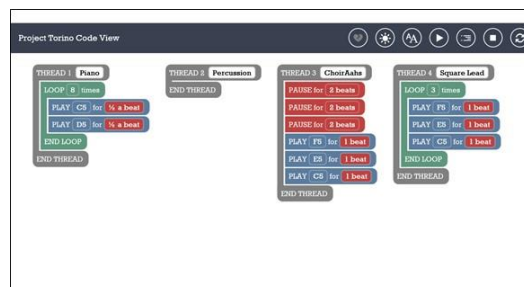 Project Torino Code View
AA
THREAD 1 Piano
LOOP 8 times
PLAY C5 for ½ a beat
PLAY D5 for ½ a beat
END LOOP
END THREAD
THREAD 2 Percussion
END THREAD
THREAD 3 ChoirAahs
PAUSE for 2 beats
PAUSE for 2 beats
PAUSE for 2 beats
PLAY F5 for 1 beat
PLAY E5 for 1 beat
PLAY C5 for 1 beat
END THREAD
THREAD 4 Square Lead
LOOP 3 times
PLAY F5 for 1 beat
PLAY E5 for 1 beat
PLAY C5 for 1 beat
END LOOP
END THREAD